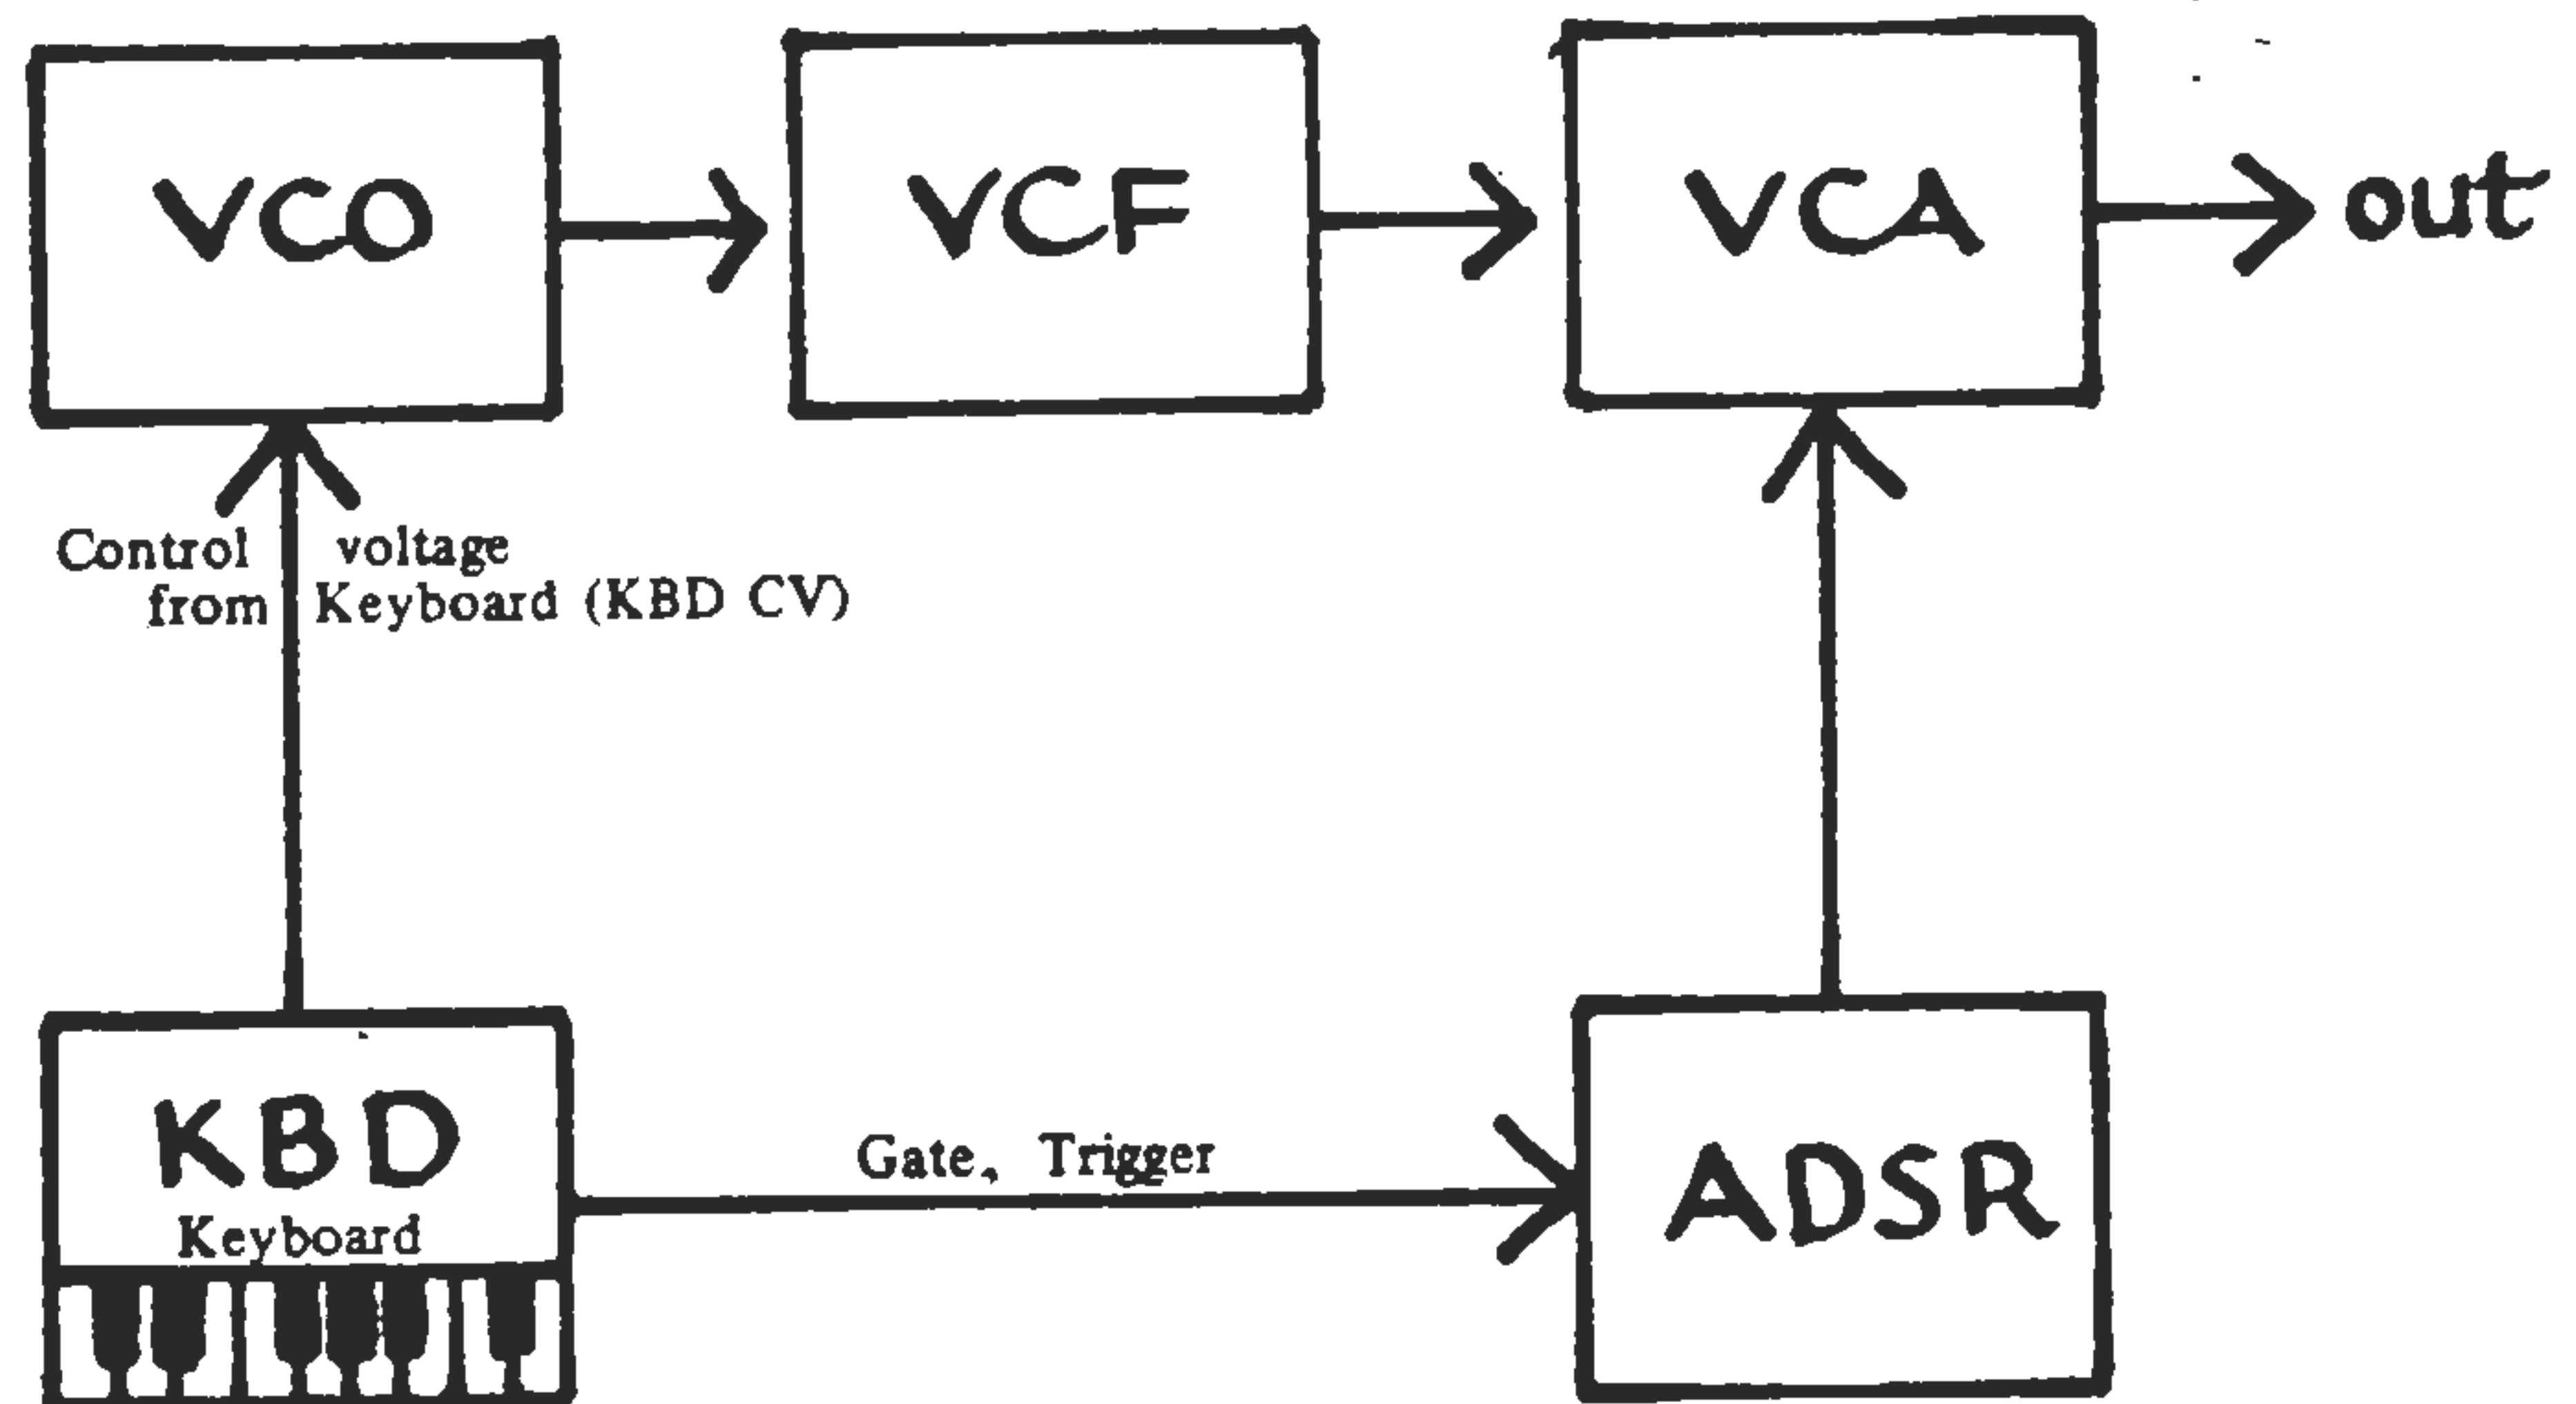 VCO
VCF
VCA
out
Control voltage
from Keyboard (KBD CV)
KBD
Keyboard
Gate, Trigger
ADSR